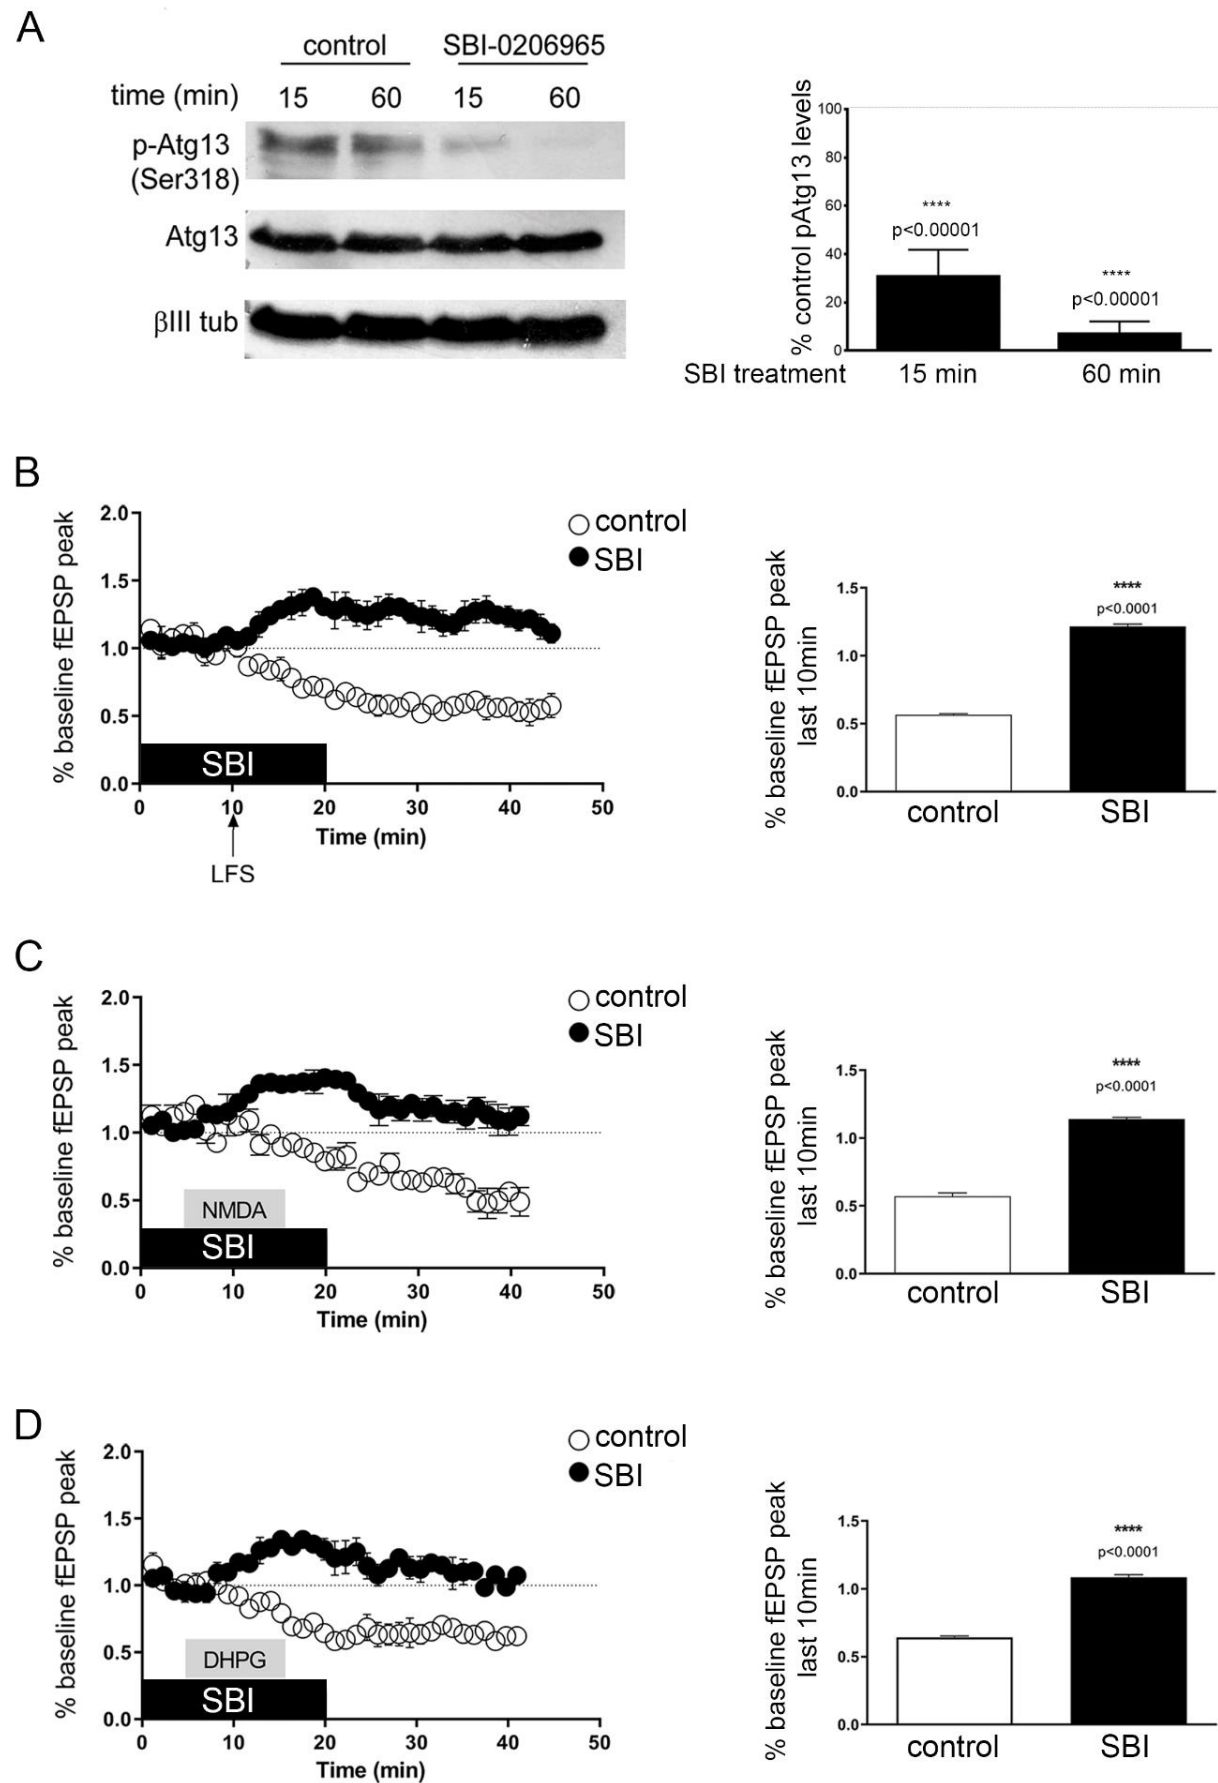 A
control SBI-0206965
time (min) 15 60 15 60
p-Atg13
(Ser318)
Atg13
βIII tub
% control pAtg13 levels
100
80
60
40
20
0
****
p<0.00001
****
p<0.00001
SBI treatment 15 min 60 min
B
% baseline fEPSP peak
2.0
1.5
1.0
0.5
0.0
control
SBI
SBI
0 10 20 30 40 50
Time (min)
LFS
% baseline fEPSP peak
last 10min
1.5
1.0
0.5
0.0
****
p<0.0001
control SBI
C
% baseline fEPSP peak
2.0
1.5
1.0
0.5
0.0
control
SBI
NMDA
SBI
0 10 20 30 40 50
Time (min)
% baseline fEPSP peak
last 10min
1.5
1.0
0.5
0.0
****
p<0.0001
control SBI
D
% baseline fEPSP peak
2.0
1.5
1.0
0.5
0.0
control
SBI
DHPG
SBI
0 10 20 30 40 50
Time (min)
% baseline fEPSP peak
last 10min
1.5
1.0
0.5
0.0
****
p<0.0001
control SBI